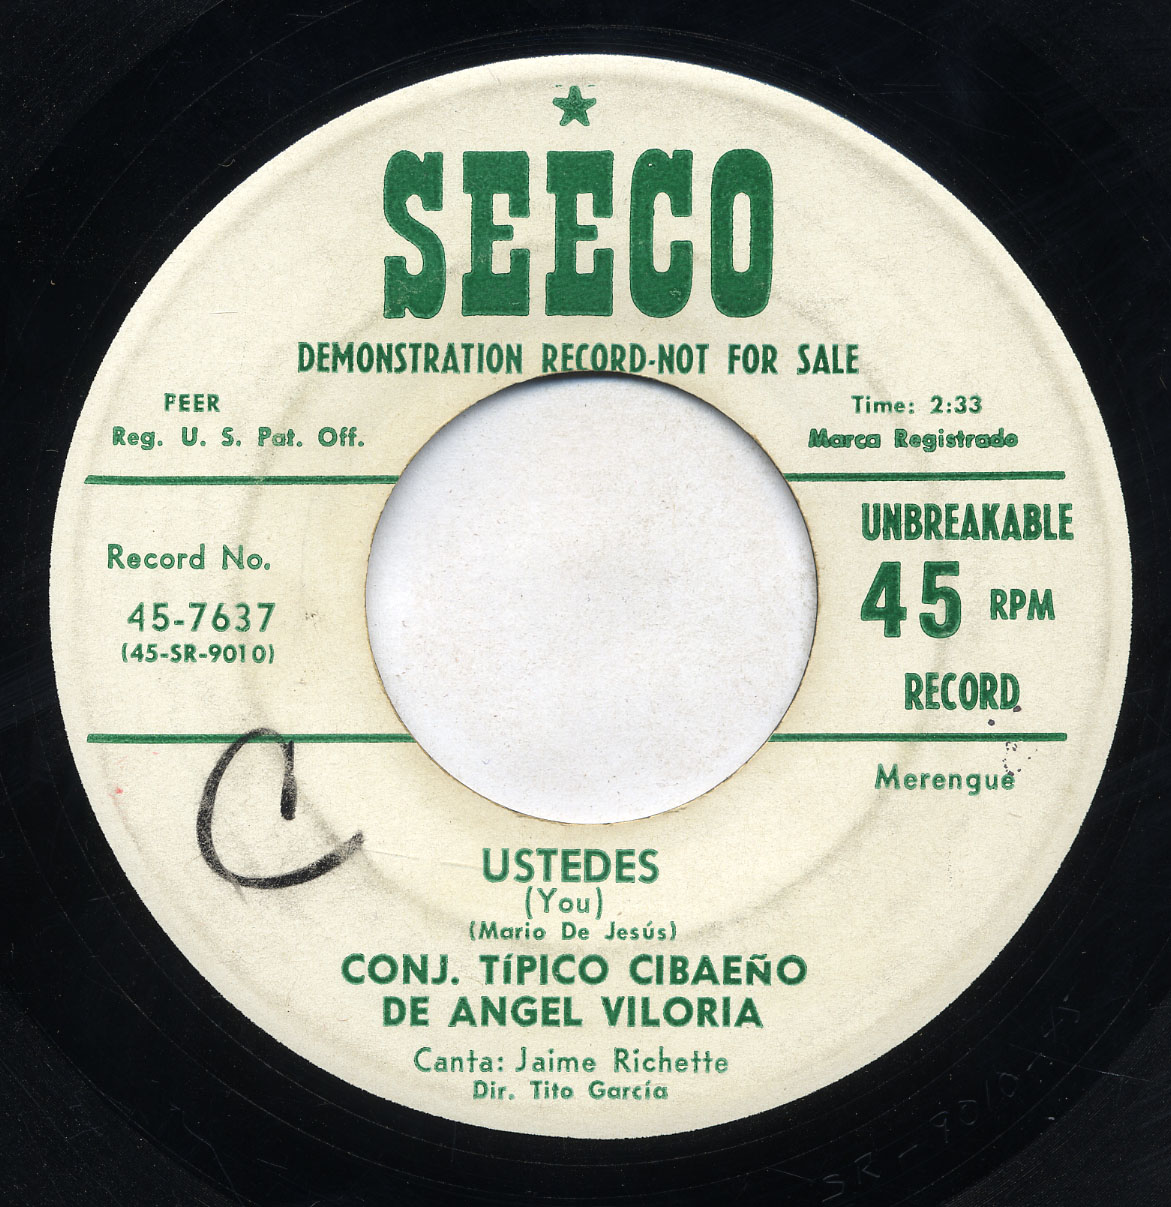 SEECO
DEMONSTRATION RECORD-NOT FOR SALE
PEER
Reg. U. S. Pat. Off.
Time: 2:33
Marca Registrado
Record No.
45-7637
(45-SR-9010)
UNBREAKABLE
45 RPM
RECORD
Merengue
C
USTEDES
(You)
(Mario De Jesús)
CONJ. TÍPICO CIBAEÑO
DE ANGEL VILORIA
Canta: Jaime Richette
Dir. Tito García